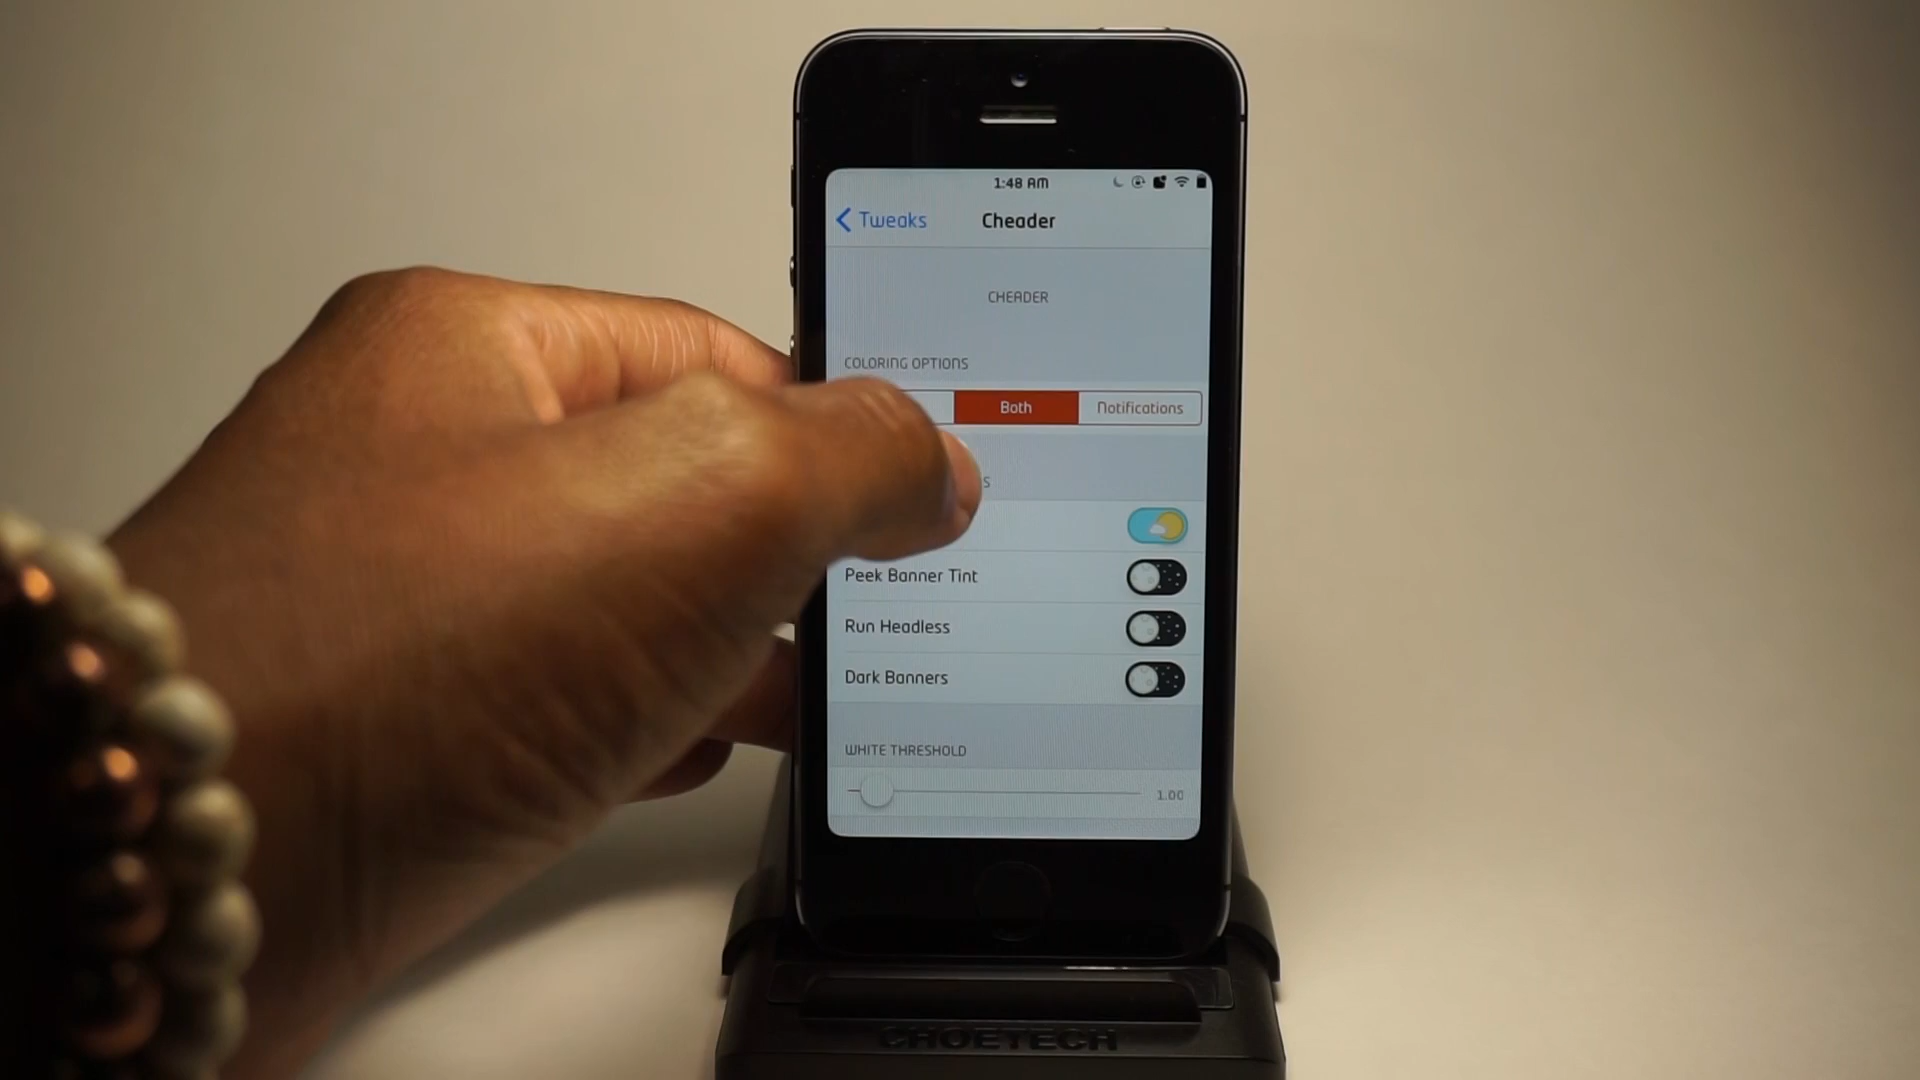 1:48 AM
Tweaks
Cheader
CHEADER
COLORING OPTIONS
Both
Notifications
Peek Banner Tint
Run Headless
Dark Banners
WHITE THRESHOLD
1.00
CHOETECH